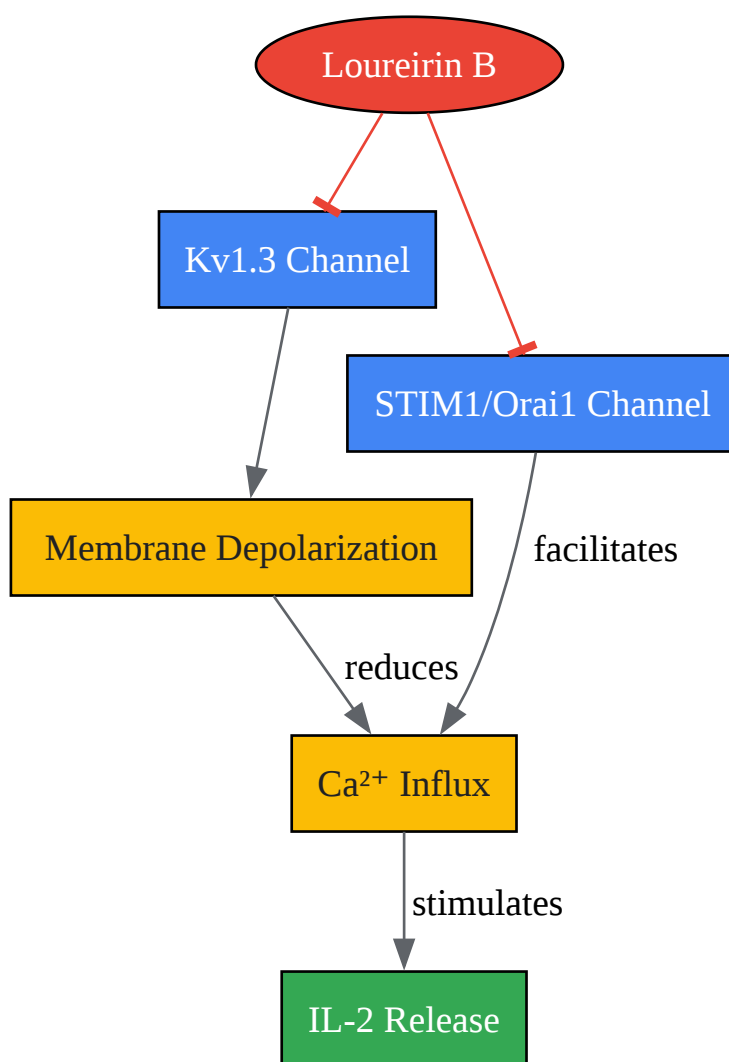 Loureirin B
Kv1.3 Channel
STIM1/Orai1 Channel
Membrane Depolarization
facilitates
reduces
Ca²⁺ Influx
stimulates
IL-2 Release